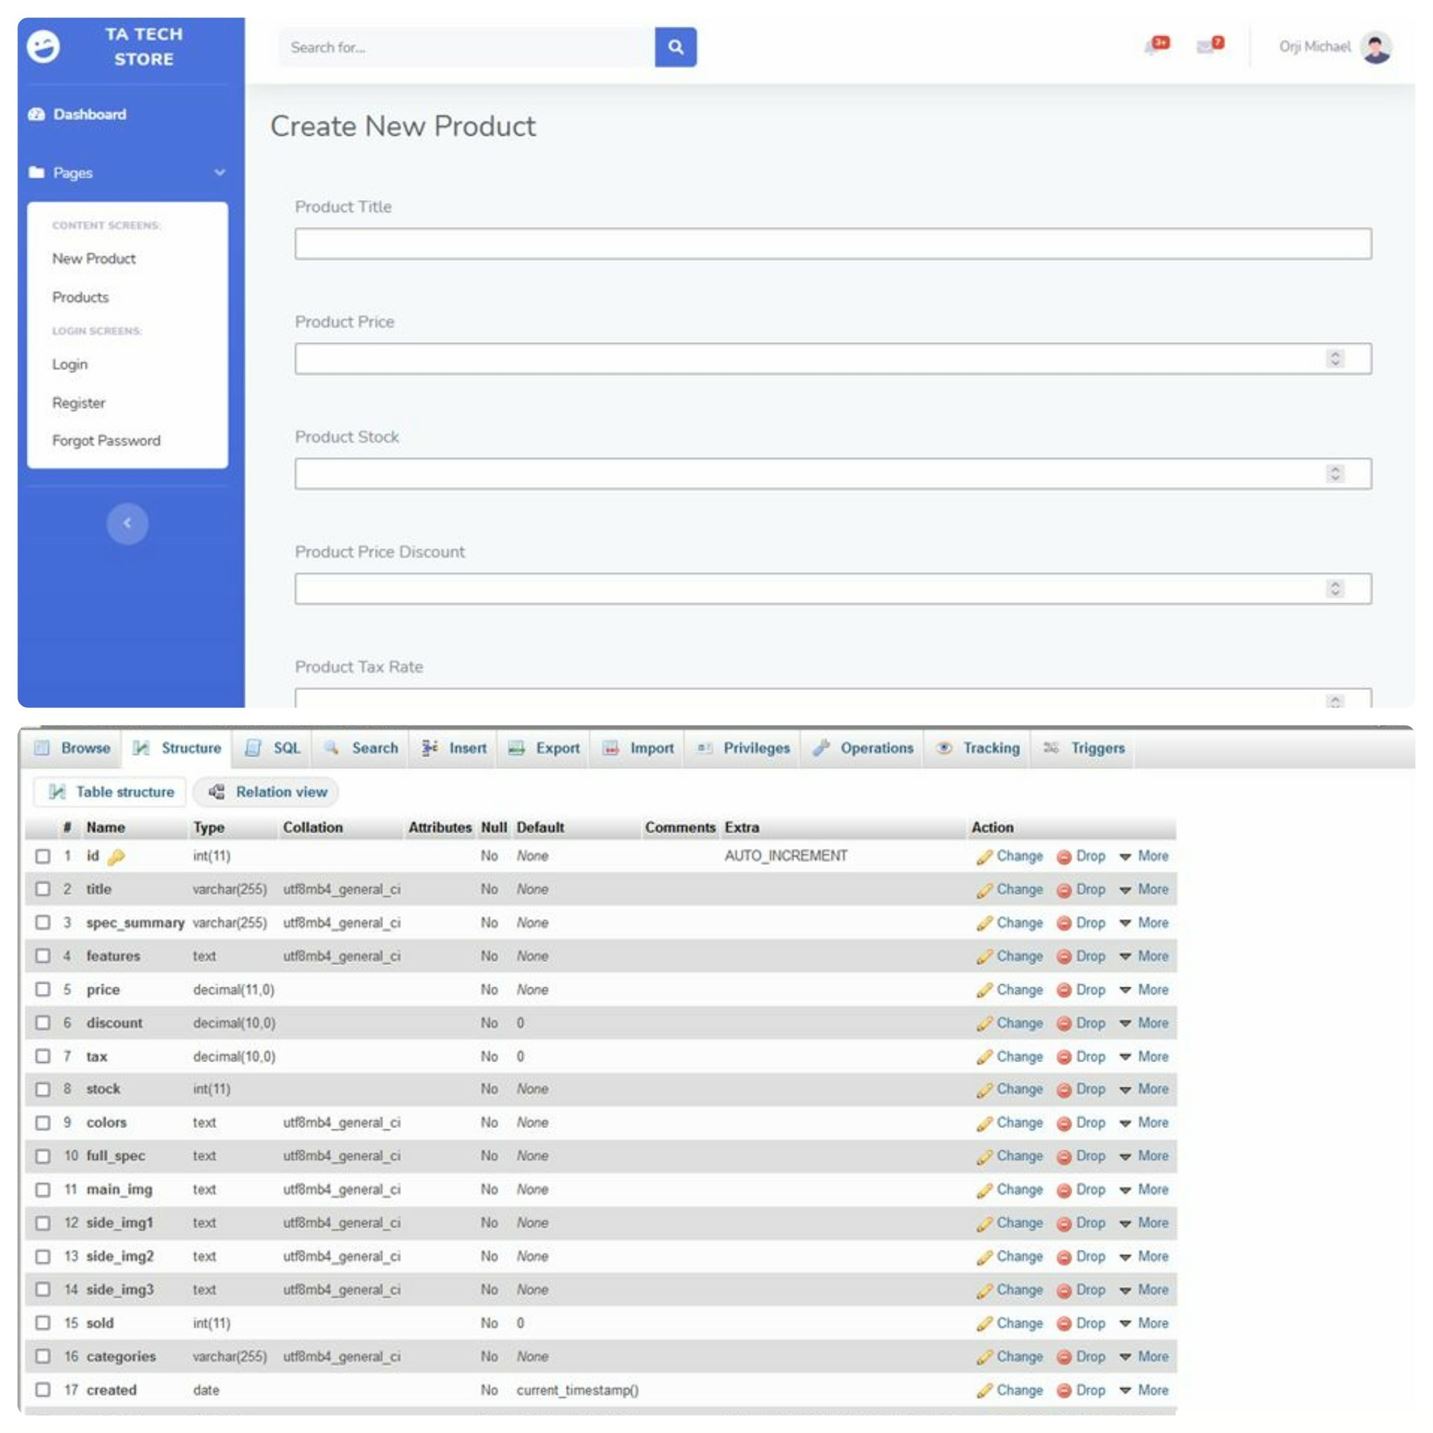 TA TECH
STORE
Search for...
3+
7
Orji Michael
Dashboard
Pages
CONTENT SCREENS:
New Product
Products
LOGIN SCREENS:
Login
Register
Forgot Password
Create New Product
Product Title
Product Price
Product Stock
Product Price Discount
Product Tax Rate
Browse Structure SQL Search Insert Export Import Privileges Operations Tracking Triggers
Table structure Relation view
# Name Type Collation Attributes Null Default Comments Extra Action
1 id int(11) No None AUTO_INCREMENT Change Drop More
2 title varchar(255) utf8mb4_general_ci No None Change Drop More
3 spec_summary varchar(255) utf8mb4_general_ci No None Change Drop More
4 features text utf8mb4_general_ci No None Change Drop More
5 price decimal(11,0) No None Change Drop More
6 discount decimal(10,0) No 0 Change Drop More
7 tax decimal(10,0) No 0 Change Drop More
8 stock int(11) No None Change Drop More
9 colors text utf8mb4_general_ci No None Change Drop More
10 full_spec text utf8mb4_general_ci No None Change Drop More
11 main_img text utf8mb4_general_ci No None Change Drop More
12 side_img1 text utf8mb4_general_ci No None Change Drop More
13 side_img2 text utf8mb4_general_ci No None Change Drop More
14 side_img3 text utf8mb4_general_ci No None Change Drop More
15 sold int(11) No 0 Change Drop More
16 categories varchar(255) utf8mb4_general_ci No None Change Drop More
17 created date No current_timestamp() Change Drop More